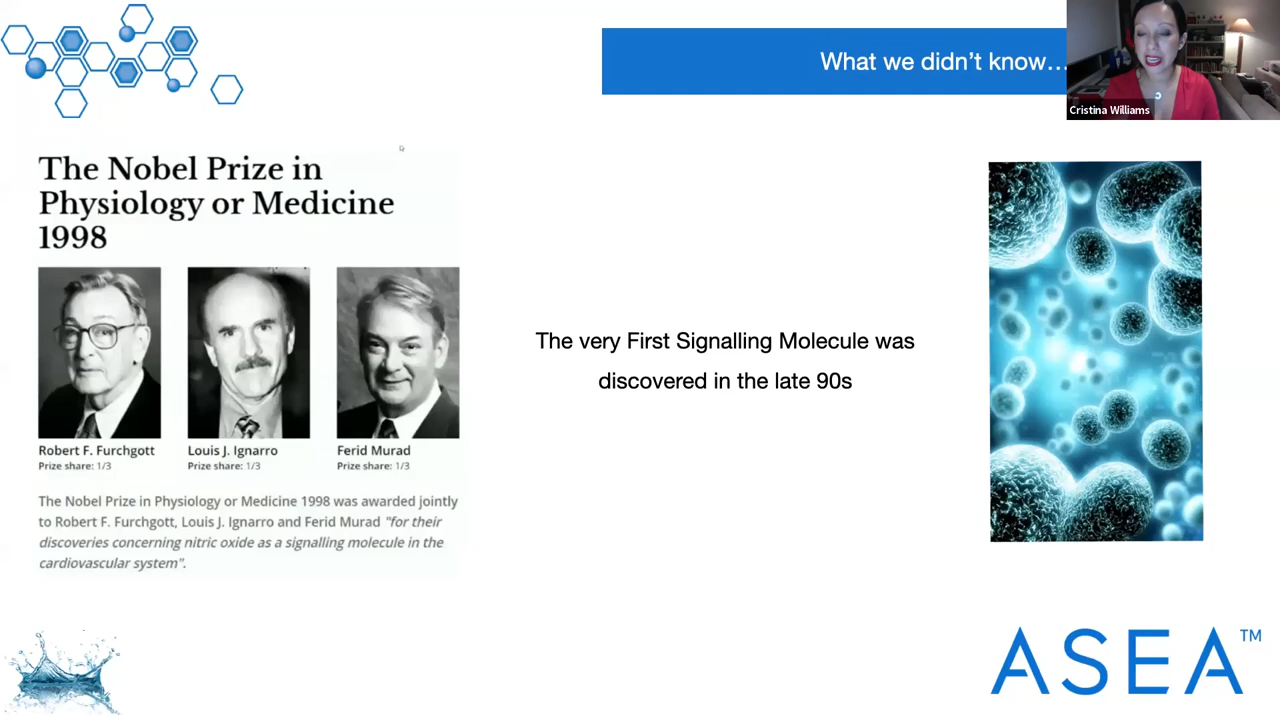 What we didn't know…
Cristina Williams
The Nobel Prize in
Physiology or Medicine
1998
Robert F. Furchgott
Prize share: 1/3
Louis J. Ignarro
Prize share: 1/3
Ferid Murad
Prize share: 1/3
The Nobel Prize in Physiology or Medicine 1998 was awarded jointly
to Robert F. Furchgott, Louis J. Ignarro and Ferid Murad "for their
discoveries concerning nitric oxide as a signalling molecule in the
cardiovascular system".
The very First Signalling Molecule was
discovered in the late 90s
ASEA™